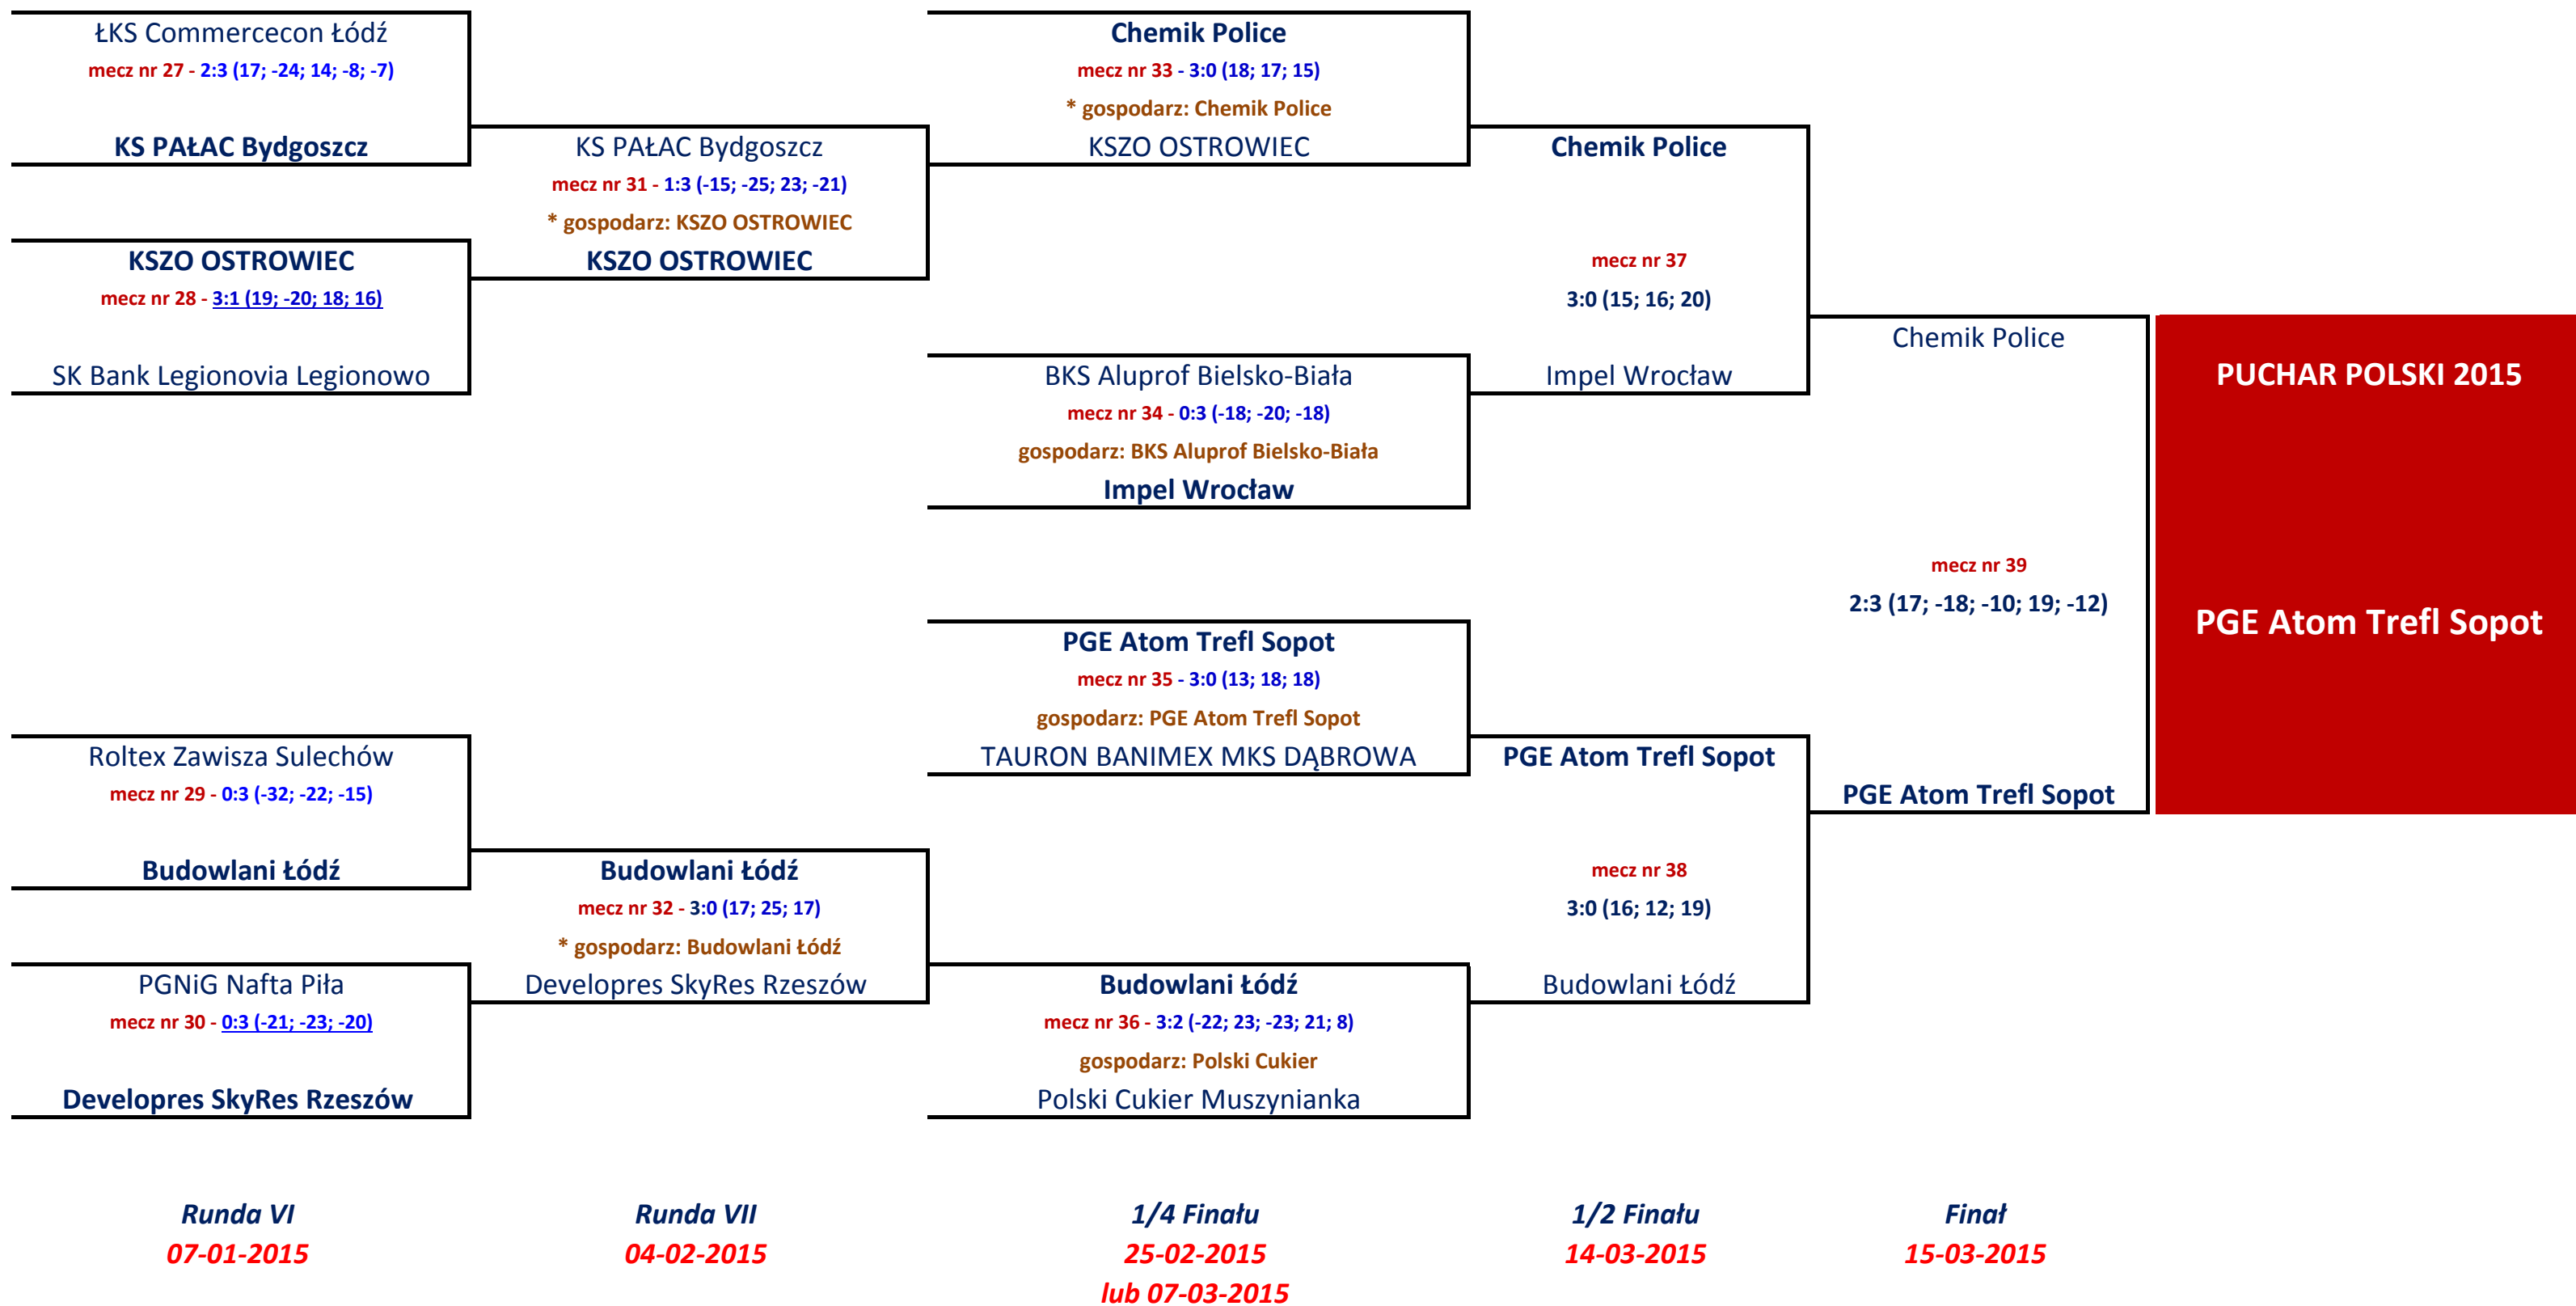 ŁKS Commercecon Łódź
mecz nr 27 - 2:3 (17; -24; 14; -8; -7)
KS PAŁAC Bydgoszcz
KSZO OSTROWIEC
mecz nr 28 - 3:1 (19; -20; 18; 16)
SK Bank Legionovia Legionowo
Roltex Zawisza Sulechów
mecz nr 29 - 0:3 (-32; -22; -15)
Budowlani Łódź
PGNiG Nafta Piła
mecz nr 30 - 0:3 (-21; -23; -20)
Developres SkyRes Rzeszów
Runda VI
07-01-2015
KS PAŁAC Bydgoszcz
mecz nr 31 - 1:3 (-15; -25; 23; -21)
* gospodarz: KSZO OSTROWIEC
KSZO OSTROWIEC
Budowlani Łódź
mecz nr 32 - 3:0 (17; 25; 17)
* gospodarz: Budowlani Łódź
Developres SkyRes Rzeszów
Runda VII
04-02-2015
Chemik Police
mecz nr 33 - 3:0 (18; 17; 15)
* gospodarz: Chemik Police
KSZO OSTROWIEC
BKS Aluprof Bielsko-Biała
mecz nr 34 - 0:3 (-18; -20; -18)
gospodarz: BKS Aluprof Bielsko-Biała
Impel Wrocław
PGE Atom Trefl Sopot
mecz nr 35 - 3:0 (13; 18; 18)
gospodarz: PGE Atom Trefl Sopot
TAURON BANIMEX MKS DĄBROWA
Budowlani Łódź
mecz nr 36 - 3:2 (-22; 23; -23; 21; 8)
gospodarz: Polski Cukier
Polski Cukier Muszynianka
1/4 Finału
25-02-2015
lub 07-03-2015
Chemik Police
mecz nr 37
3:0 (15; 16; 20)
Impel Wrocław
PGE Atom Trefl Sopot
mecz nr 38
3:0 (16; 12; 19)
Budowlani Łódź
1/2 Finału
14-03-2015
Chemik Police
mecz nr 39
2:3 (17; -18; -10; 19; -12)
PGE Atom Trefl Sopot
Finał
15-03-2015
PUCHAR POLSKI 2015
PGE Atom Trefl Sopot